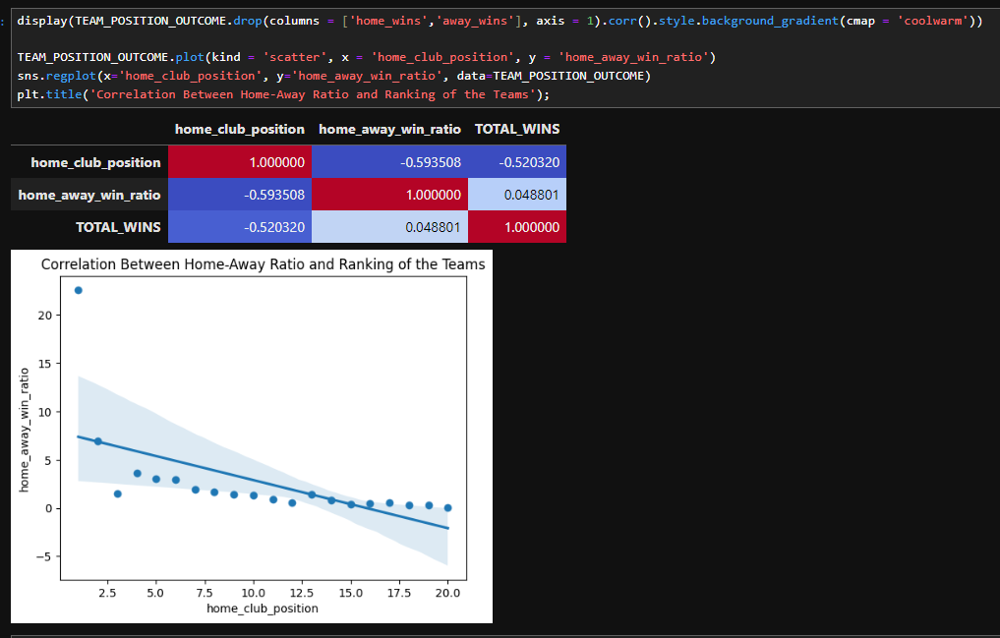 display(TEAM_POSITION_OUTCOME.drop(columns = ['home_wins','away_wins'], axis = 1).corr().style.background_gradient(cmap = 'coolwarm'))
TEAM_POSITION_OUTCOME.plot(kind = 'scatter', x = 'home_club_position', y = 'home_away_win_ratio')
sns.regplot(x='home_club_position', y='home_away_win_ratio', data=TEAM_POSITION_OUTCOME)
plt.title('Correlation Between Home-Away Ratio and Ranking of the Teams');
home_club_position home_away_win_ratio TOTAL_WINS
home_club_position 1.000000 -0.593508 -0.520320
home_away_win_ratio -0.593508 1.000000 0.048801
TOTAL_WINS -0.520320 0.048801 1.000000
Correlation Between Home-Away Ratio and Ranking of the Teams
home_away_win_ratio
20
15
10
5
0
−5
2.5 5.0 7.5 10.0 12.5 15.0 17.5 20.0
home_club_position